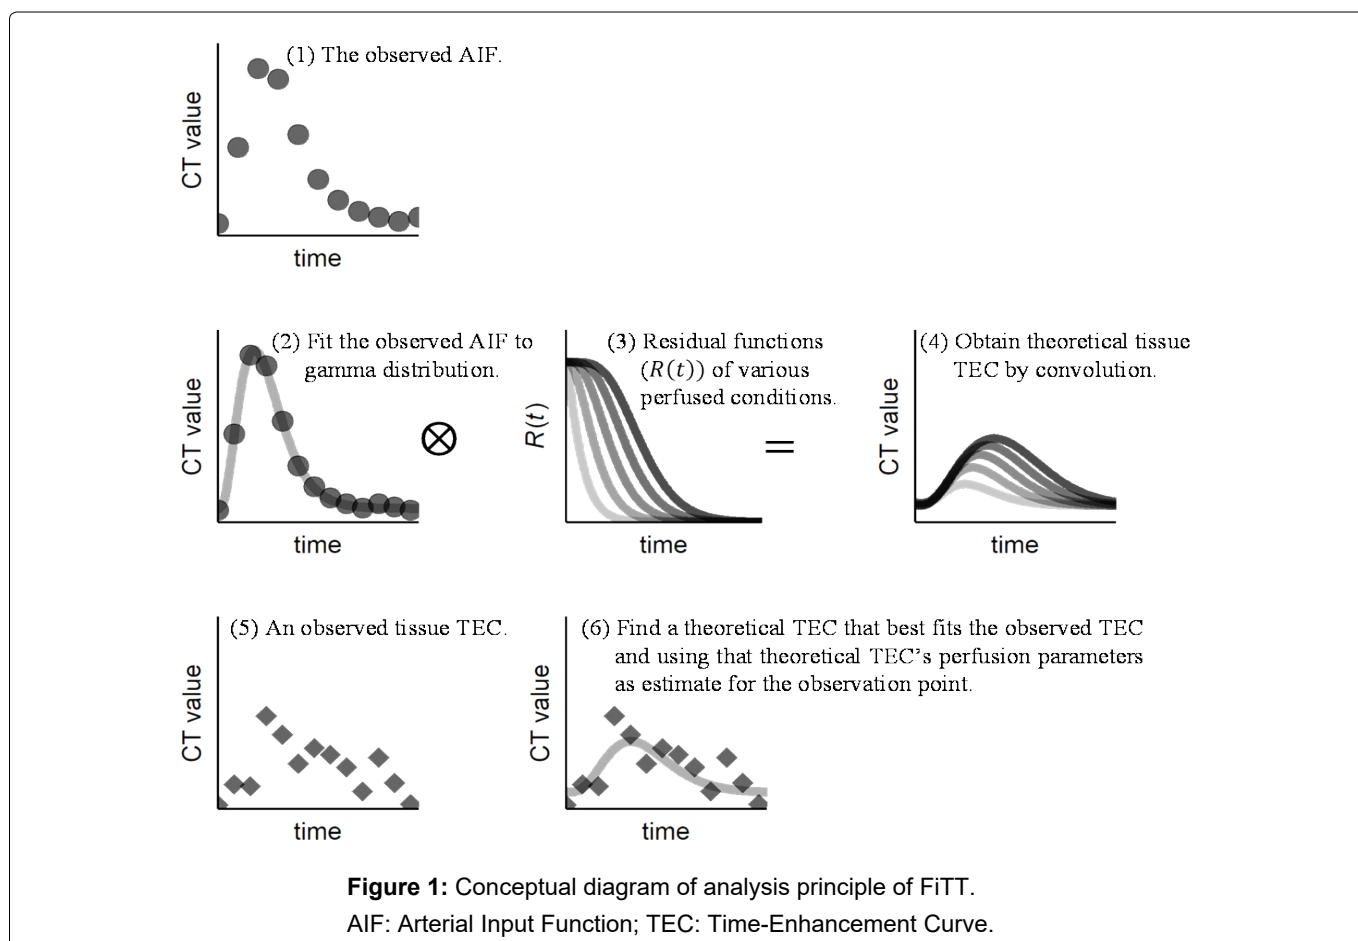 (1) The observed AIF.
CT value
time
(2) Fit the observed AIF to
gamma distribution.
CT value
time
⊗
(3) Residual functions
(R(t)) of various
perfused conditions.
R(t)
time
=
(4) Obtain theoretical tissue
TEC by convolution.
CT value
time
(5) An observed tissue TEC.
CT value
time
(6) Find a theoretical TEC that best fits the observed TEC
and using that theoretical TEC's perfusion parameters
as estimate for the observation point.
CT value
time
Figure 1: Conceptual diagram of analysis principle of FiTT.
AIF: Arterial Input Function; TEC: Time-Enhancement Curve.